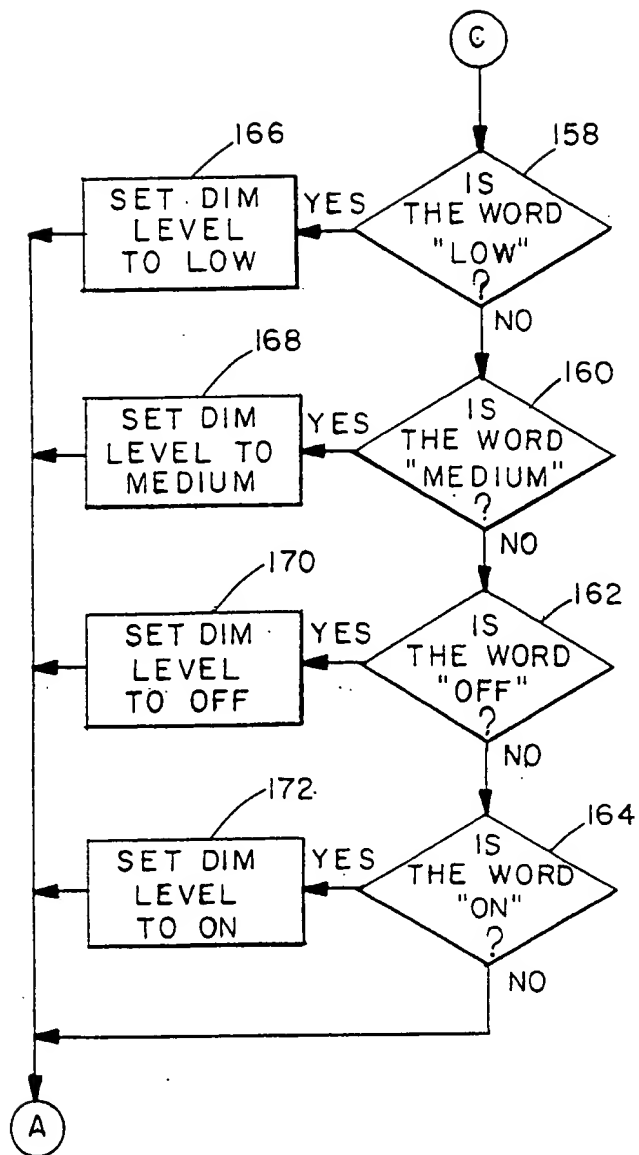 C
166
158
SET DIM
LEVEL
TO LOW
YES
IS
THE WORD
"LOW"
?
NO
168
160
SET DIM
LEVEL TO
MEDIUM
YES
IS
THE WORD
"MEDIUM"
?
NO
170
162
SET DIM
LEVEL
TO OFF
YES
IS
THE WORD
"OFF"
?
NO
172
164
SET DIM
LEVEL
TO ON
YES
IS
THE WORD
"ON"
?
NO
A